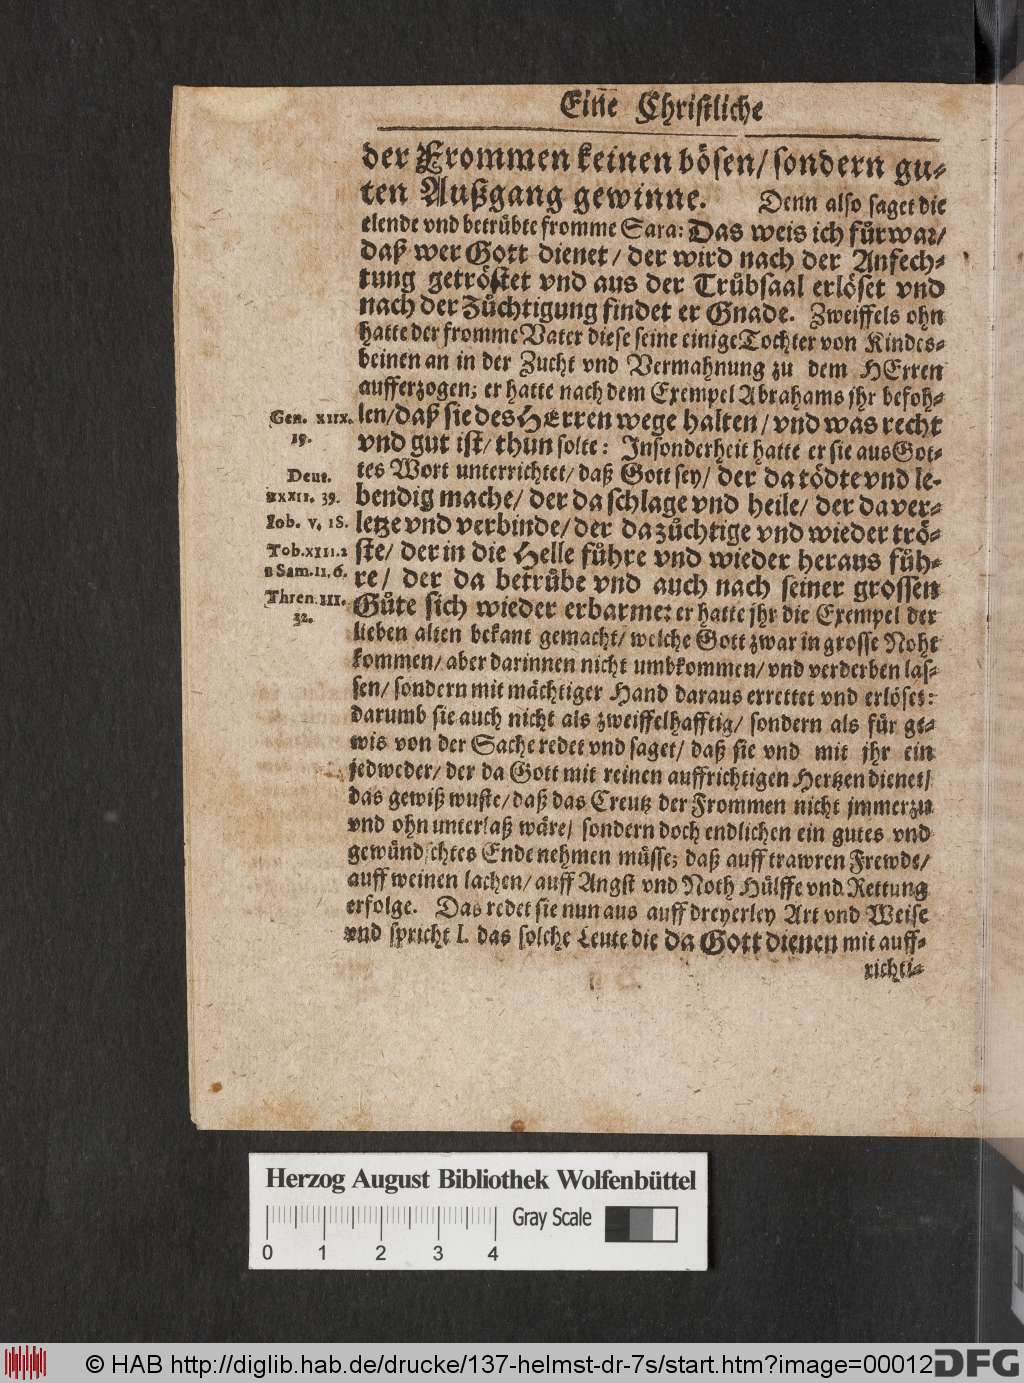 Eine Christliche
der Frommen keinen bösen/ sondern gu-
ten Außgang gewinne. Denn also saget die
elende vnd betrübte fromme Sara: Das weis ich fürwar/
daß wer Gott dienet/ der wird nach der Anfech-
tung getröstet vnd aus der Trübsaal erlöset vnd
nach der Züchtigung findet er Gnade. Zweiffels ohn
hatte der fromme Vater diese seine einige Tochter von Kindes-
beinen an in der Zucht vnd Vermahnung zu dem HErren
aufferzogen; er hatte nach dem Exempel Abrahams jhr befoh-
Gen. XIIX. 19.
len/ daß sie des HErren wege halten/ vnd was recht
vnd gut ist/ thun solte: Insonderheit hatte er sie aus Got-
Deut. XXXII. 39.
tes Wort unterrichtet/ daß Gott sey/ der da tödte vnd le-
bendig mache/ der da schlage vnd heile/ der da ver-
Iob. V. 18.
letze vnd verbinde/ der da züchtige vnd wieder trö-
Tob. XIII. 2
ste/ der in die Helle führe vnd wieder heraus füh-
1 Sam. II, 6.
re/ der da betrübe vnd auch nach seiner grossen
Thren. III. 32.
Güte sich wieder erbarme: er hatte jhr die Exempel der
lieben alten bekant gemacht/ welche Gott zwar in grosse Noht
kommen/ aber darinnen nicht umbkommen/ vnd verderben las-
sen/ sondern mit mächtiger Hand daraus errettet vnd erlöset:
darumb sie auch nicht als zweiffelhafftig/ sondern als für ge-
wis von der Sache redet vnd saget/ daß sie vnd mit jhr ein
jedweder/ der da Gott mit reinen auffrichtigen Hertzen dienet/
das gewiß wuste/ daß das Creutz der Frommen nicht jmmerzu
vnd ohn unterlaß wäre/ sondern doch endlichen ein gutes vnd
gewündschtes Ende nehmen müsse; daß auff trawren Frewde/
auff weinen lachen/ auff Angst vnd Noth Hülffe vnd Rettung
erfolge. Das redet sie nun aus auff dreyerley Art vnd Weise
vnd spricht I. das solche Leute die da Gott dienen mit auff-
richti-
Herzog August Bibliothek Wolfenbüttel
Gray Scale
0 1 2 3 4
© HAB http://diglib.hab.de/drucke/137-helmst-dr-7s/start.htm?image=00012
DFG